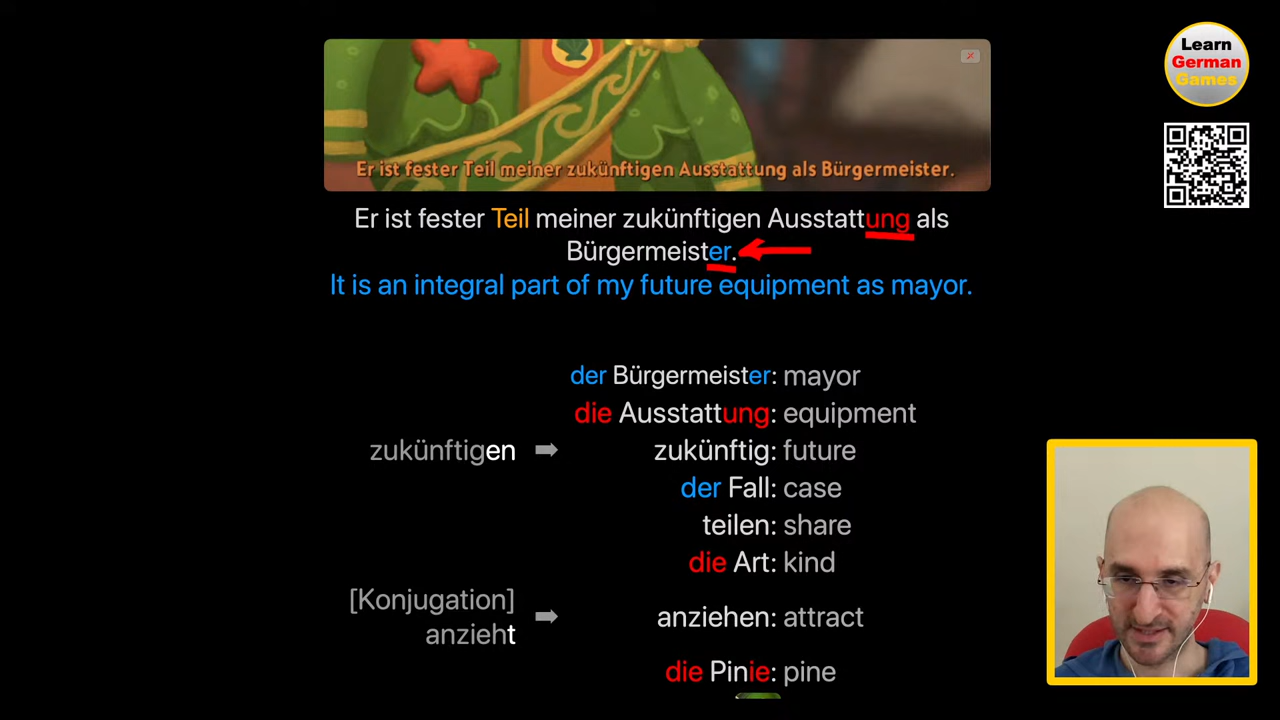 Learn
German
Games
Er ist fester Teil meiner zukünftigen Ausstattung als Bürgermeister.
Er ist fester Teil meiner zukünftigen Ausstattung als
Bürgermeister.
It is an integral part of my future equipment as mayor.
der Bürgermeister: mayor
die Ausstattung: equipment
zukünftigen ➡ zukünftig: future
der Fall: case
teilen: share
die Art: kind
[Konjugation]
anzieht ➡ anziehen: attract
die Pinie: pine